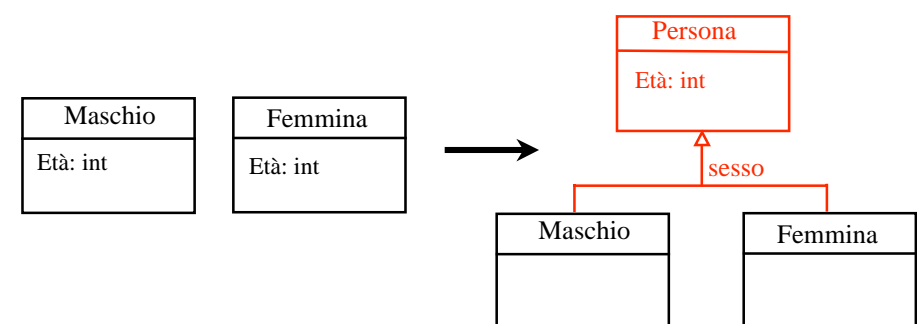 Maschio
Età: int
Femmina
Età: int
Persona
Età: int
sesso
Maschio
Femmina